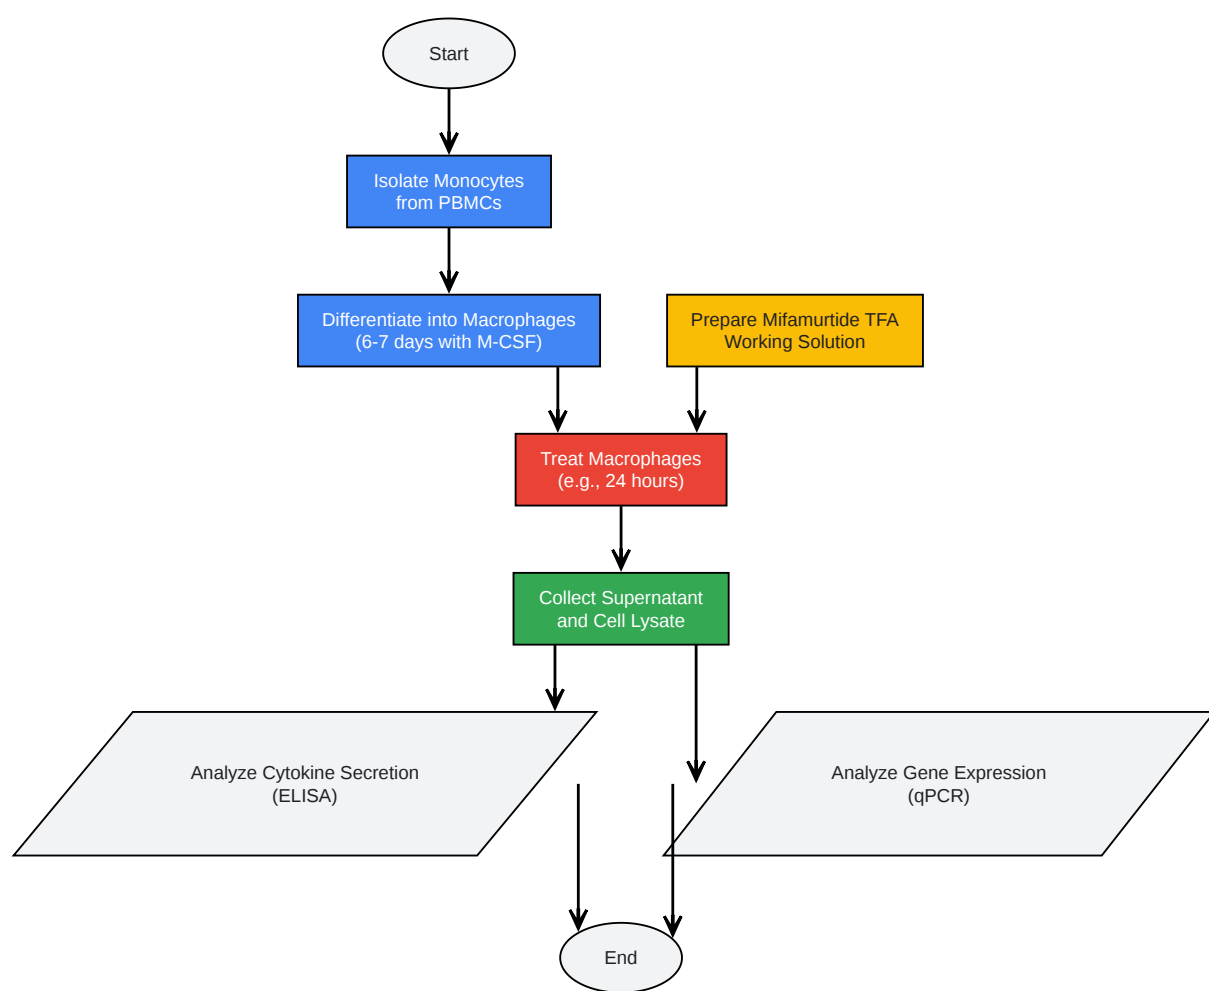 Start
Isolate Monocytes
from PBMCs
Differentiate into Macrophages
(6-7 days with M-CSF)
Prepare Mifamurtide TFA
Working Solution
Treat Macrophages
(e.g., 24 hours)
Collect Supernatant
and Cell Lysate
Analyze Cytokine Secretion
(ELISA)
Analyze Gene Expression
(qPCR)
End